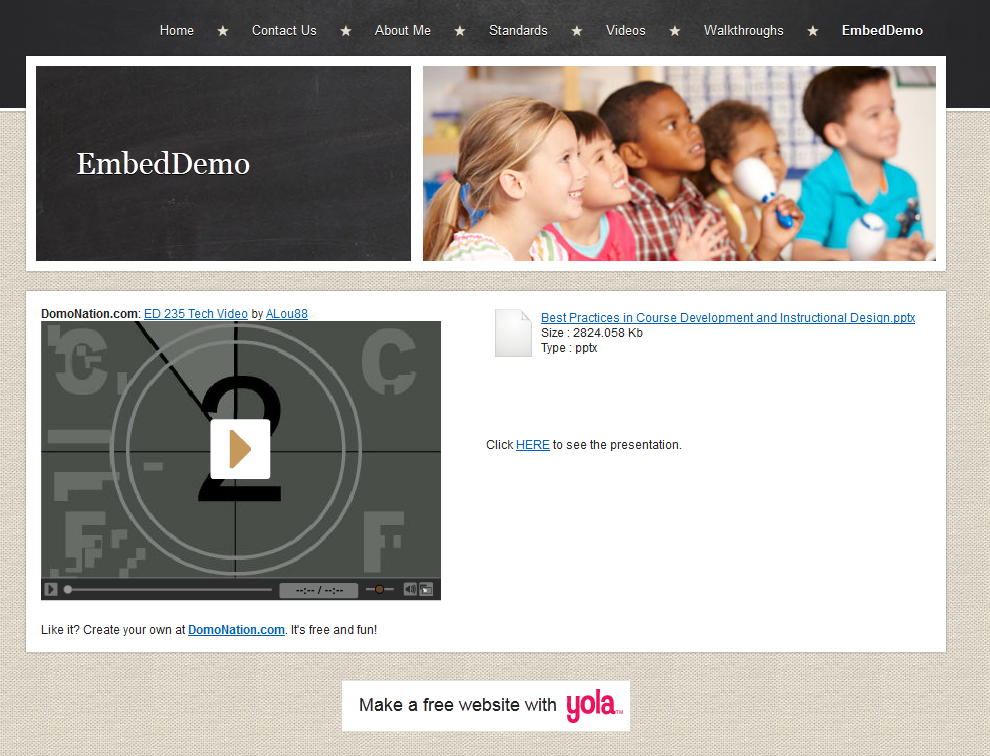 Home ★ Contact Us ★ About Me ★ Standards ★ Videos ★ Walkthroughs ★ EmbedDemo
EmbedDemo
DomoNation.com: ED 235 Tech Video by ALou88
C C
2
F F
--:-- / --:--
Like it? Create your own at DomoNation.com. It's free and fun!
Best Practices in Course Development and Instructional Design.pptx
Size : 2824.058 Kb
Type : pptx
Click HERE to see the presentation.
Make a free website with yola™